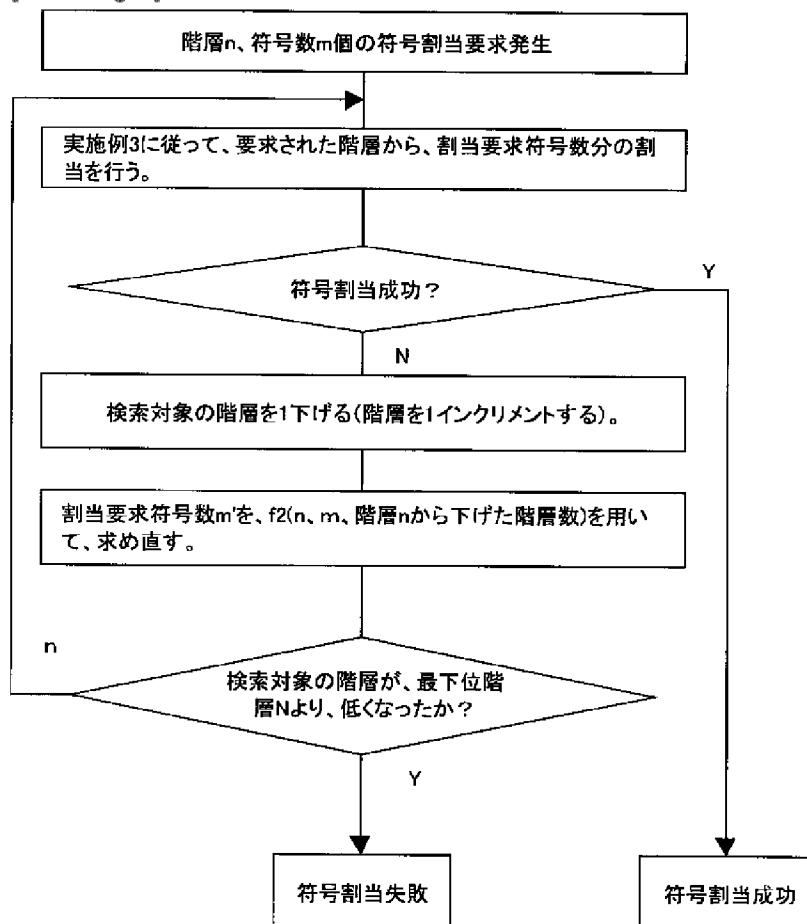 階層n、符号数m個の符号割当要求発生
実施例3に従って、要求された階層から、割当要求符号数分の割
当を行う。
符号割当成功？
Y
N
検索対象の階層を1下げる(階層を1インクリメントする)。
割当要求符号数m'を、f2(n、m、階層nから下げた階層数)を用い
て、求め直す。
n
検索対象の階層が、最下位階
層Nより、低くなったか？
Y
符号割当失敗
符号割当成功